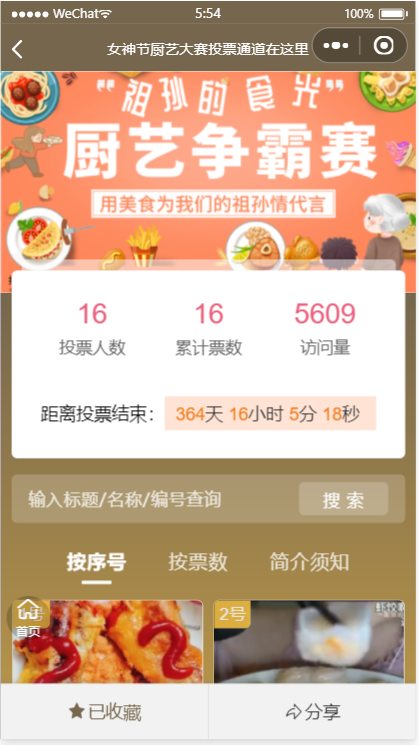 WeChat
5:54
100%
女神节厨艺大赛投票通道在这里
“祖孙的食光”
厨艺争霸赛
用美食为我们的祖孙情代言
16 16 5609
投票人数 累计票数 访问量
距离投票结束： 364天 16小时 5分 18秒
输入标题/名称/编号查询 搜 索
按序号 按票数 简介须知
号 2号
首页
已收藏 分享